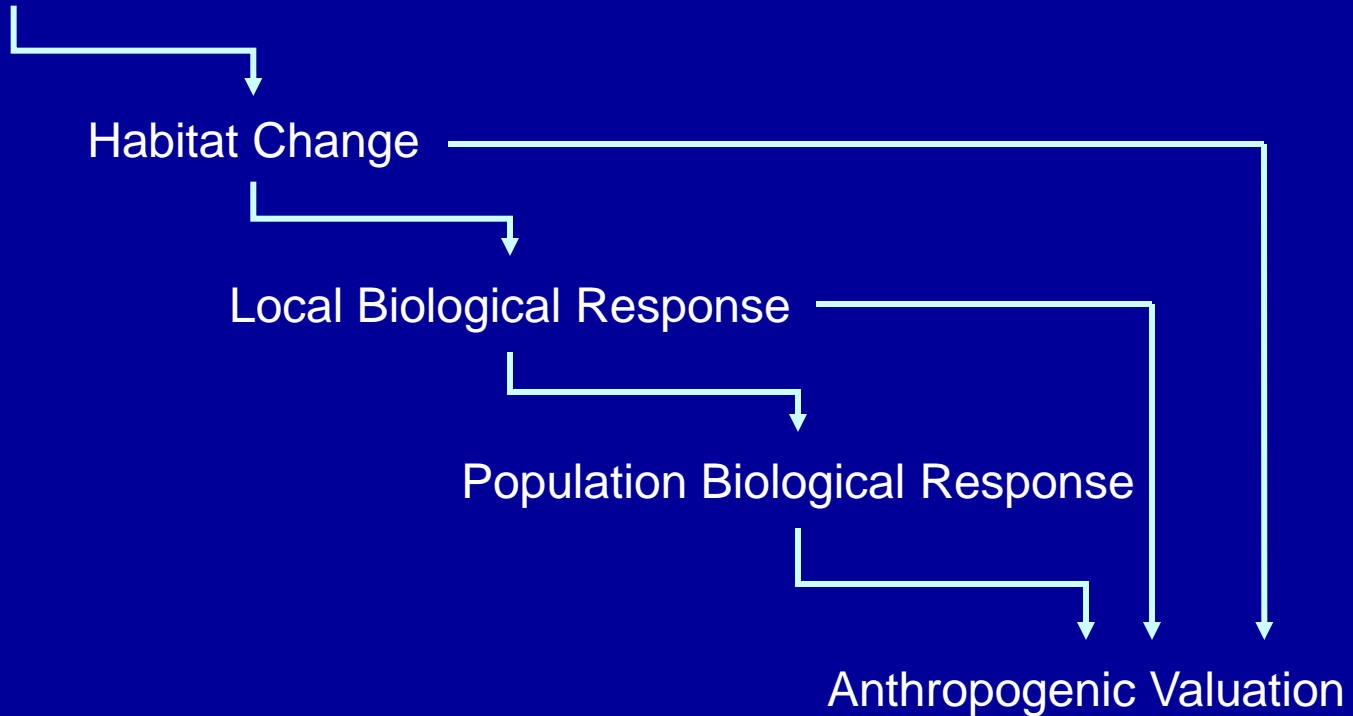 Habitat Change
Local Biological Response
Population Biological Response
Anthropogenic Valuation